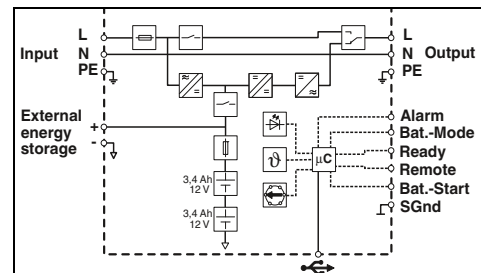 L
N
PE
Input
L
N
PE
Output
External
energy
storage
+
-
3,4 Ah
12 V
3,4 Ah
12 V
ϑ
µC
Alarm
Bat.-Mode
Ready
Remote
Bat.-Start
SGnd